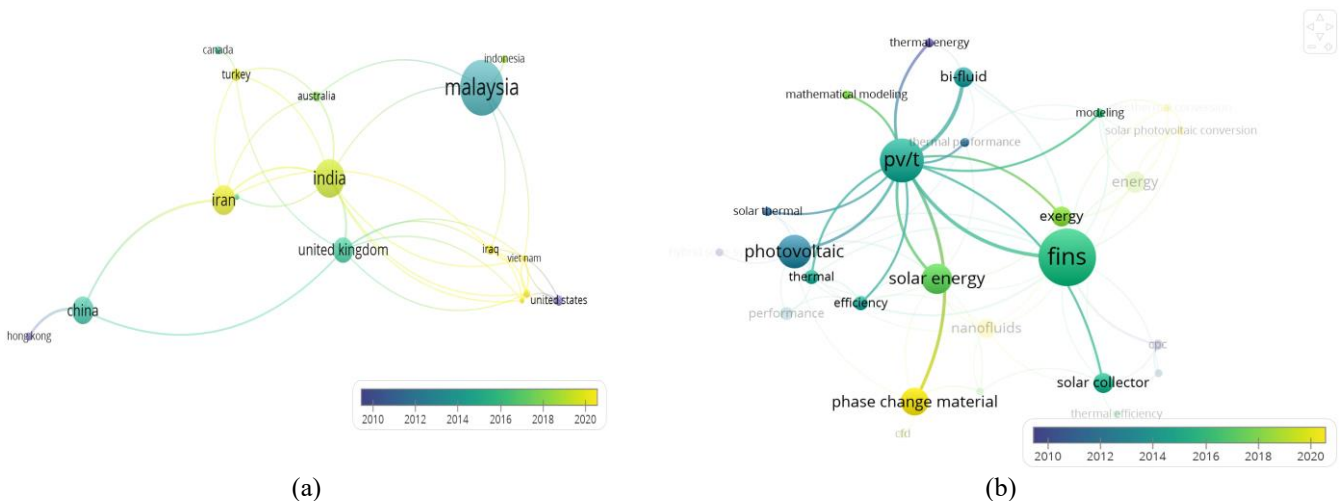 canada
turkey
australia
indonesia
malaysia
india
iran
united kingdom
iraq
viet nam
united states
china
hong kong
2010 2012 2014 2016 2018 2020
(a)
thermal energy
bi-fluid
mathematical modeling
modeling
solar photovoltaic conversion
thermal performance
pv/t
energy
solar thermal
exergy
photovoltaic
fins
thermal
solar energy
efficiency
performance
nanofluids
cpc
solar collector
phase change material
thermal efficiency
cfd
2010 2012 2014 2016 2018 2020
(b)